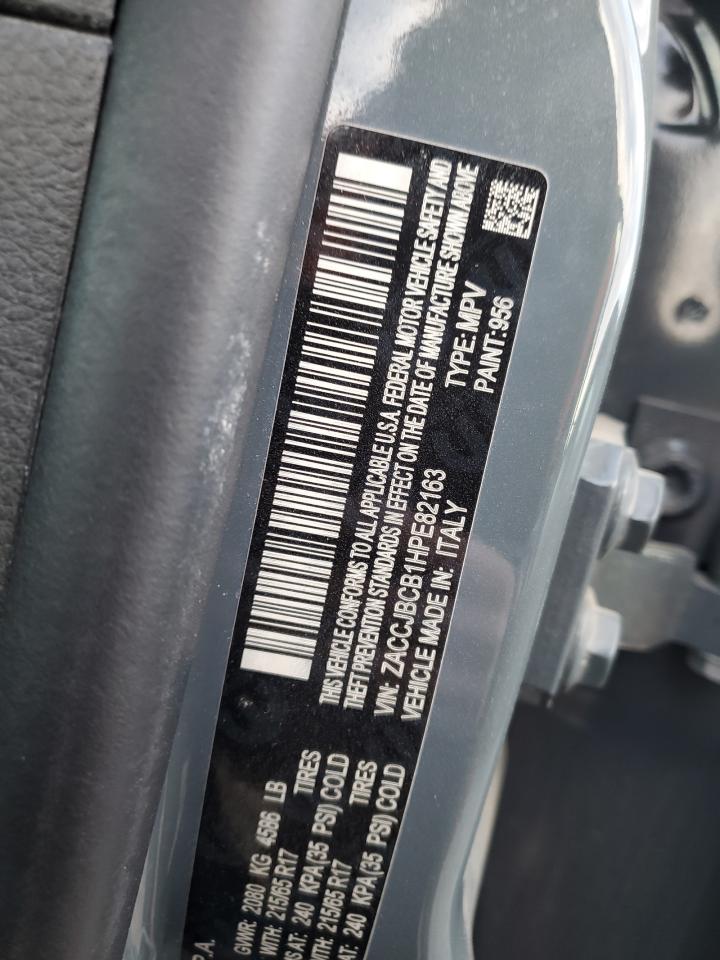 P.A.
GVWR: 2080 KG 4586 LB
WITH: 215/65 R17 TIRES
AT: 240 KPA(35 PSI) COLD
WITH: 215/65 R17 TIRES
AT: 240 KPA(35 PSI) COLD
THIS VEHICLE CONFORMS TO ALL APPLICABLE U.S.A. FEDERAL MOTOR VEHICLE SAFETY AND
THEFT PREVENTION STANDARDS IN EFFECT ON THE DATE OF MANUFACTURE SHOWN ABOVE
VIN: ZACCJBCB1HPE82163 TYPE: MPV
VEHICLE MADE IN: ITALY PAINT:956